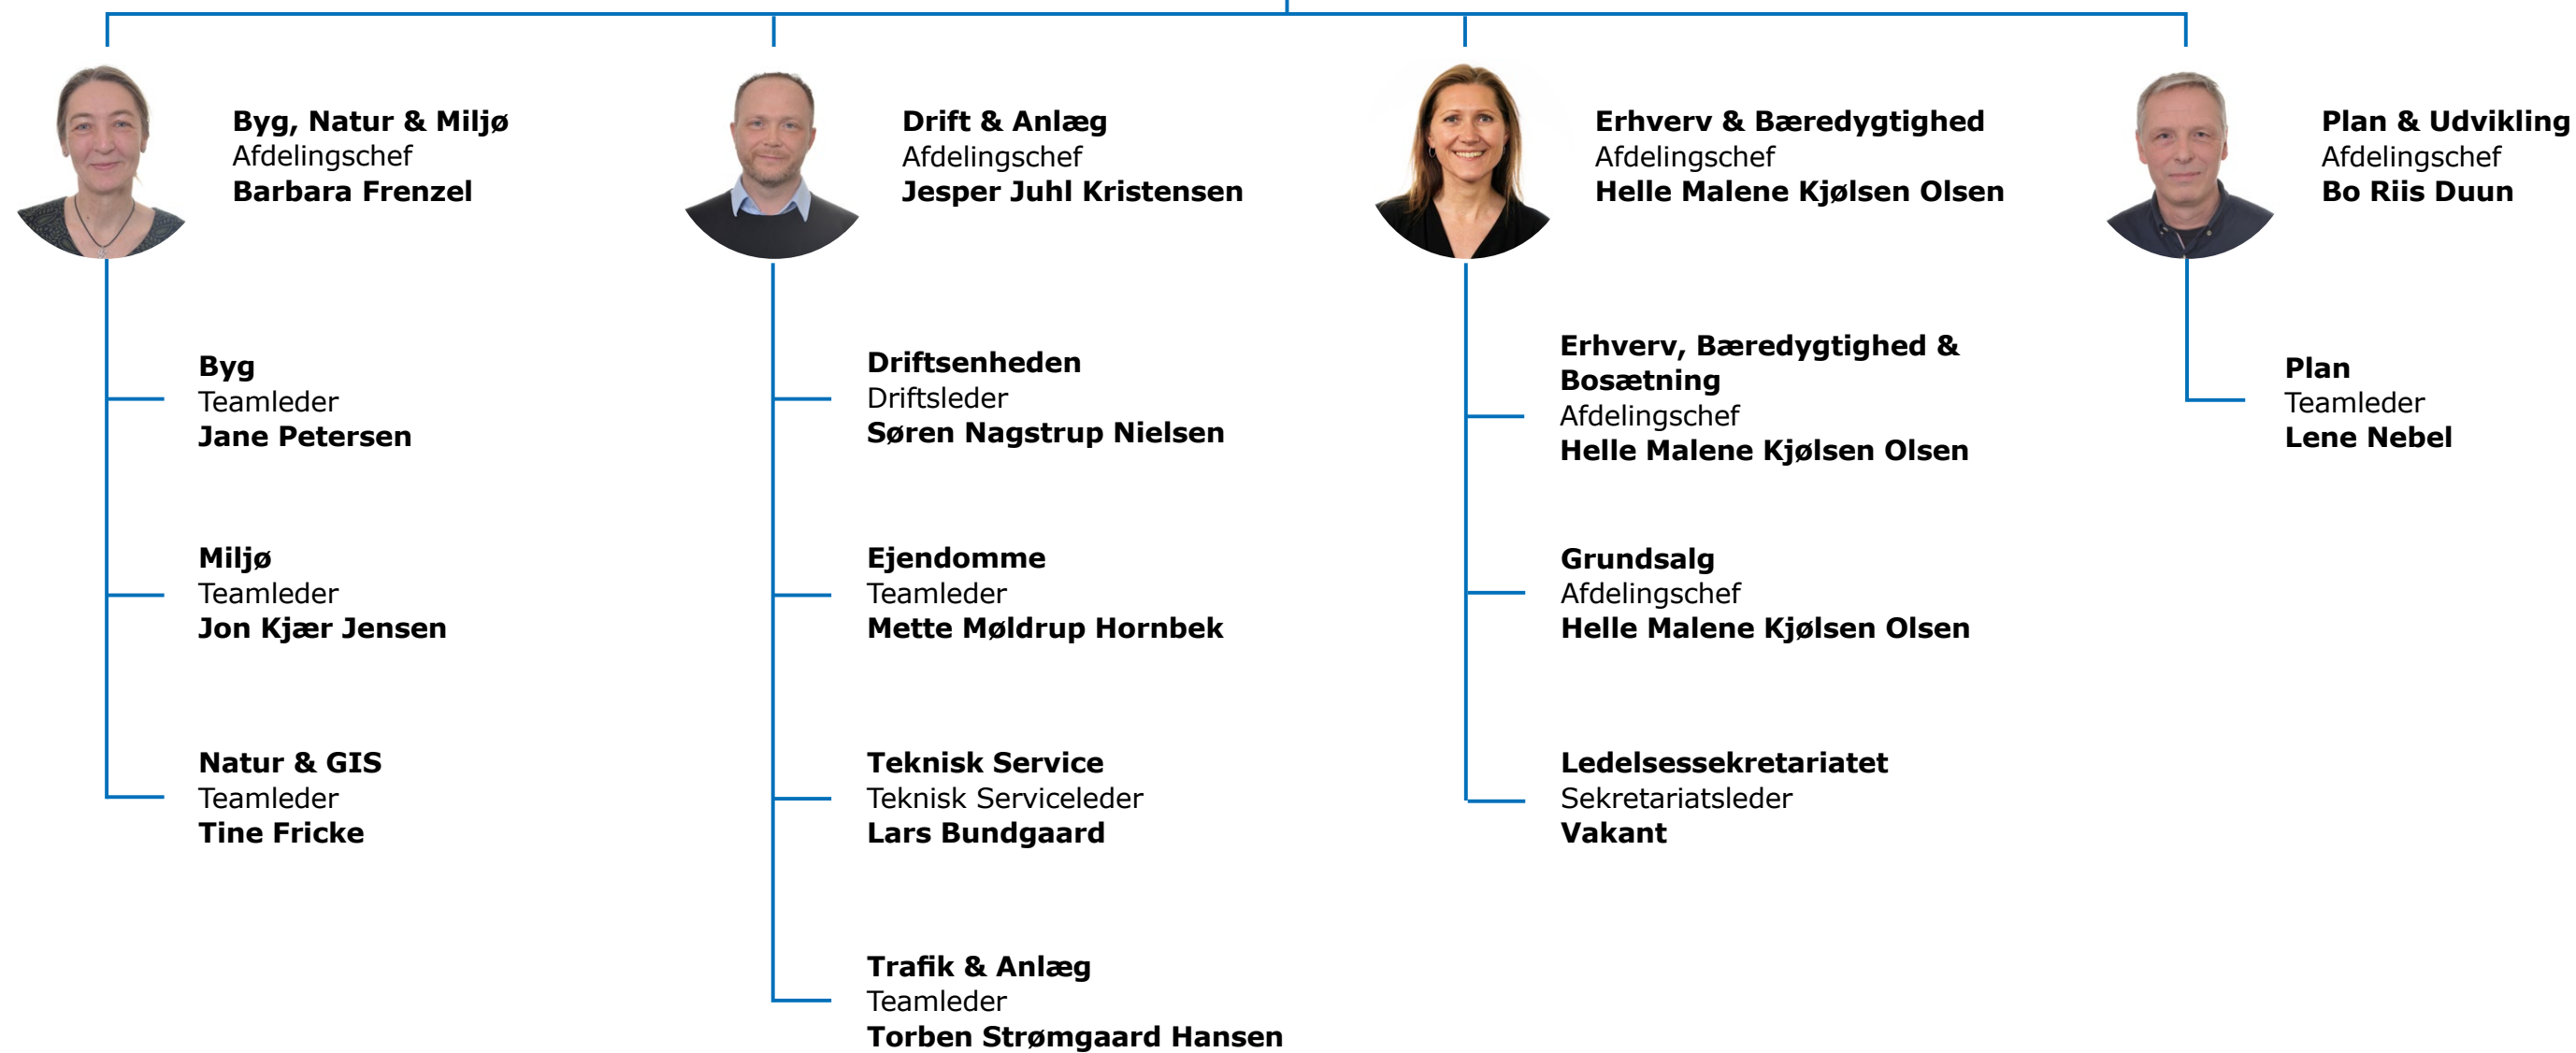 Byg, Natur & Miljø
Afdelingschef
Barbara Frenzel
Byg
Teamleder
Jane Petersen
Miljø
Teamleder
Jon Kjær Jensen
Natur & GIS
Teamleder
Tine Fricke
Drift & Anlæg
Afdelingschef
Jesper Juhl Kristensen
Driftsenheden
Driftsleder
Søren Nagstrup Nielsen
Ejendomme
Teamleder
Mette Møldrup Hornbek
Teknisk Service
Teknisk Serviceleder
Lars Bundgaard
Trafik & Anlæg
Teamleder
Torben Strømgaard Hansen
Erhverv & Bæredygtighed
Afdelingschef
Helle Malene Kjølsen Olsen
Erhverv, Bæredygtighed &
Bosætning
Afdelingschef
Helle Malene Kjølsen Olsen
Grundsalg
Afdelingschef
Helle Malene Kjølsen Olsen
Ledelsessekretariatet
Sekretariatsleder
Vakant
Plan & Udvikling
Afdelingschef
Bo Riis Duun
Plan
Teamleder
Lene Nebel